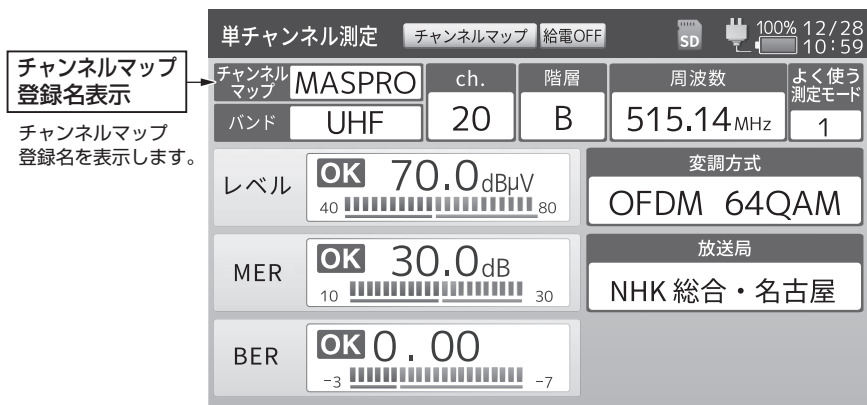 チャンネルマップ
登録名表示
チャンネルマップ
登録名を表示します。
単チャンネル測定 チャンネルマップ 給電OFF SD 100% 12/28
10:59
チャンネル
マップ MASPRO
バンド UHF
ch.
20
階層
B
周波数
515.14MHz
よく使う
測定モード
1
レベル OK 70.0dBµV
40 80
変調方式
OFDM 64QAM
MER OK 30.0dB
10 30
放送局
NHK 総合・名古屋
BER OK 0.00
-3 -7